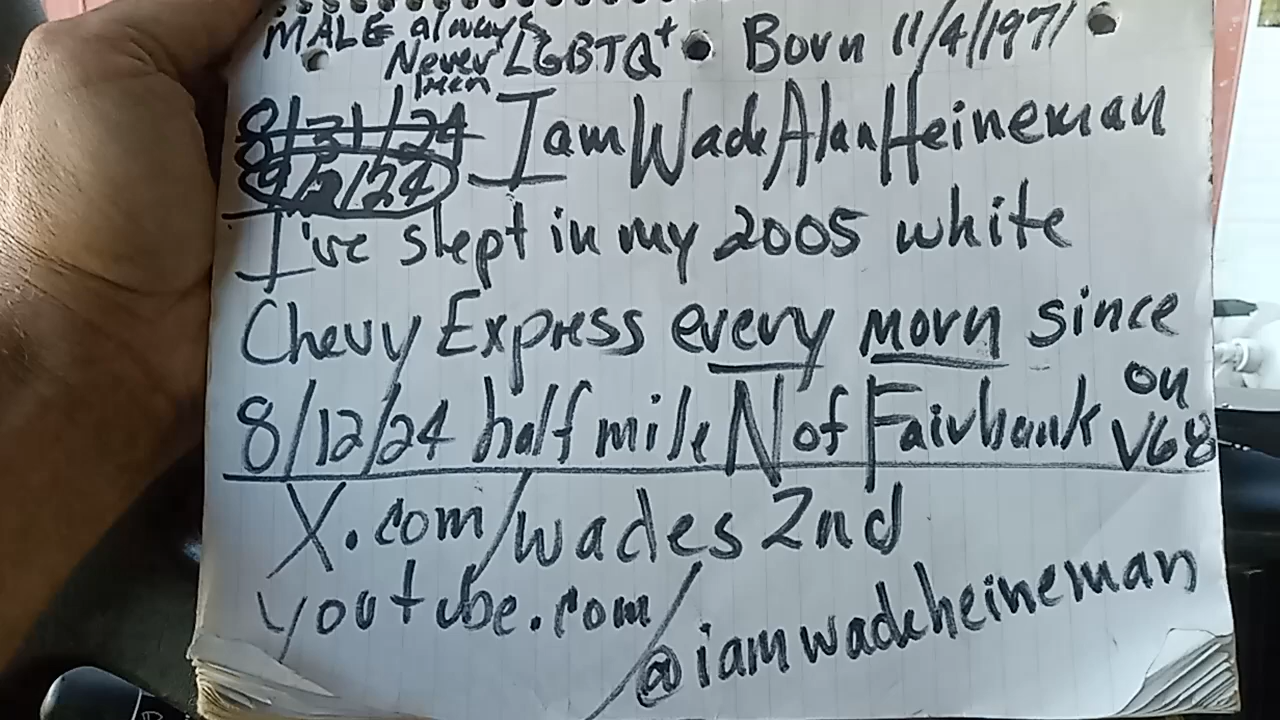 MALE always Never been LGBTQ+ • Born 11/4/1971
8/31/24
9/2/24 I am Wade Alan Heineman
I've slept in my 2005 white
Chevy Express every morn since
8/12/24 half mile N of Fairbank on V68
X.com/wades2nd
youtube.com/
@iamwadeheineman